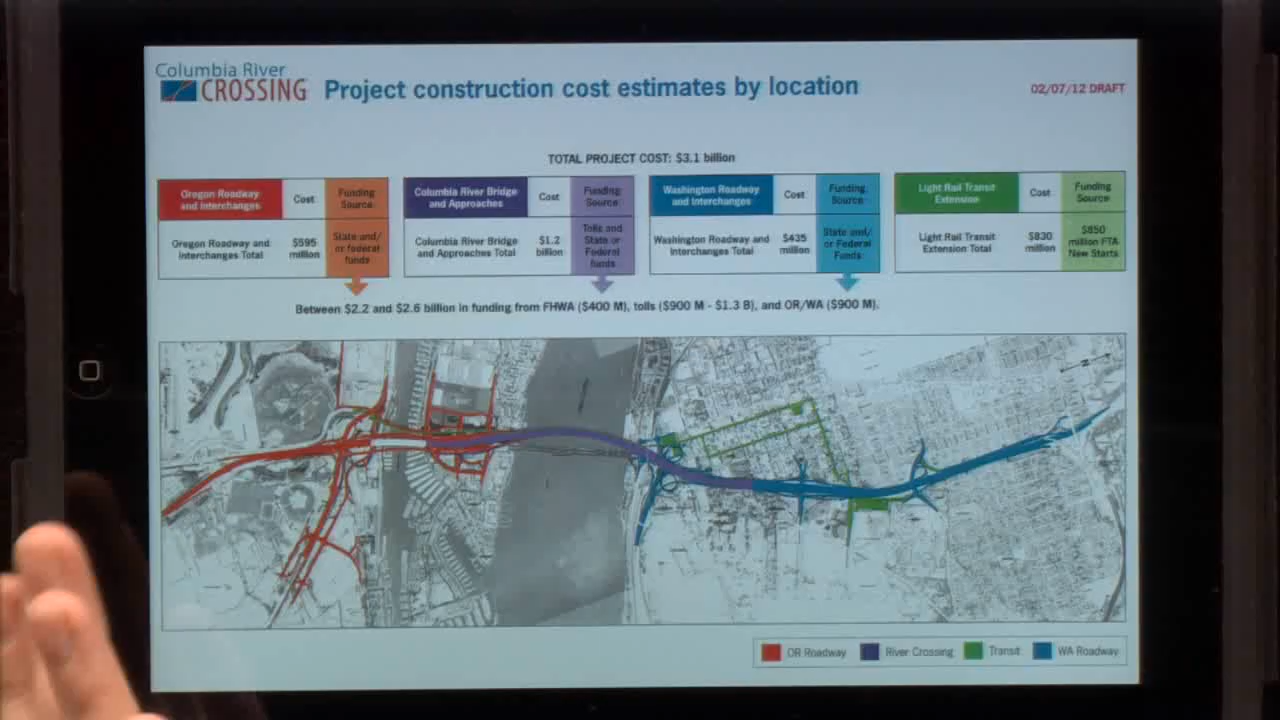 Columbia River
CROSSING
Project construction cost estimates by location
02/07/12 DRAFT
TOTAL PROJECT COST: $3.1 billion
Oregon Roadway
and Interchanges
Cost
Funding
Source:
Oregon Roadway and
Interchanges Total
$595
million
State and/
or federal
funds
Columbia River Bridge
and Approaches
Cost
Funding
Source:
Columbia River Bridge
and Approaches Total
$1.2
billion
Tolls and
State or
Federal
funds
Washington Roadway
and Interchanges
Cost
Funding
Source:
Washington Roadway and
Interchanges Total
$435
million
State and/
or Federal
Funds
Light Rail Transit
Extension
Cost
Funding
Source
Light Rail Transit
Extension Total
$830
million
$850
million FTA
New Starts
Between $2.2 and $2.6 billion in funding from FHWA ($400 M), tolls ($900 M - $1.3 B), and OR/WA ($900 M).
OR Roadway
River Crossing
Transit
WA Roadway